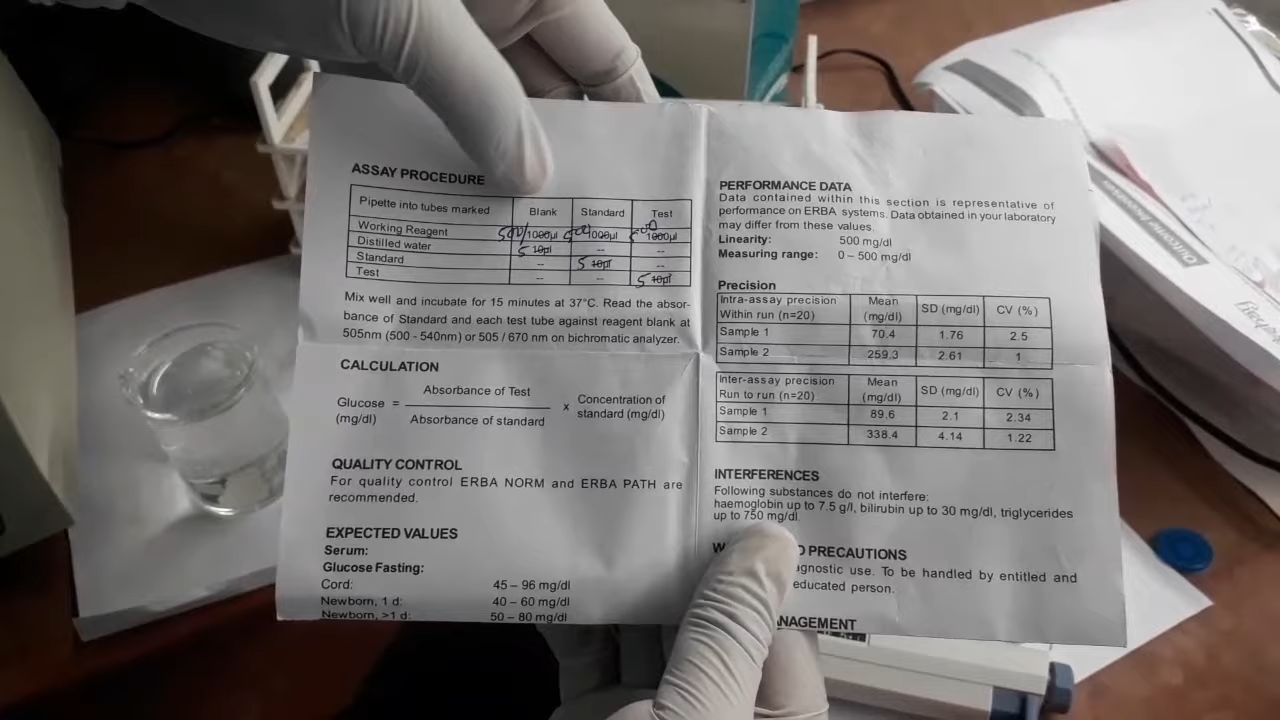 ASSAY PROCEDURE
Pipette into tubes marked Blank Standard Test
Working Reagent 500/1000µl 500/1000µl 500 1000µl
Distilled water 5 10µl -- --
Standard -- 5 10µl --
Test -- -- 5 10µl
Mix well and incubate for 15 minutes at 37°C. Read the absor-
bance of Standard and each test tube against reagent blank at
505nm (500 - 540nm) or 505 / 670 nm on bichromatic analyzer.
CALCULATION
Absorbance of Test
Glucose = x Concentration of
(mg/dl) Absorbance of standard standard (mg/dl)
QUALITY CONTROL
For quality control ERBA NORM and ERBA PATH are
recommended.
EXPECTED VALUES
Serum:
Glucose Fasting:
Cord: 45 – 96 mg/dl
Newborn, 1 d: 40 – 60 mg/dl
Newborn, >1 d: 50 – 80 mg/dl
PERFORMANCE DATA
Data contained within this section is representative of
performance on ERBA systems. Data obtained in your laboratory
may differ from these values.
Linearity: 500 mg/dl
Measuring range: 0 – 500 mg/dl
Precision
Intra-assay precision Mean SD (mg/dl) CV (%)
Within run (n=20) (mg/dl)
Sample 1 70.4 1.76 2.5
Sample 2 259.3 2.61 1
Inter-assay precision Mean SD (mg/dl) CV (%)
Run to run (n=20) (mg/dl)
Sample 1 89.6 2.1 2.34
Sample 2 338.4 4.14 1.22
INTERFERENCES
Following substances do not interfere:
haemoglobin up to 7.5 g/l, bilirubin up to 30 mg/dl, triglycerides
up to 750 mg/dl.
PRECAUTIONS
use. To be handled by entitled and
educated person.